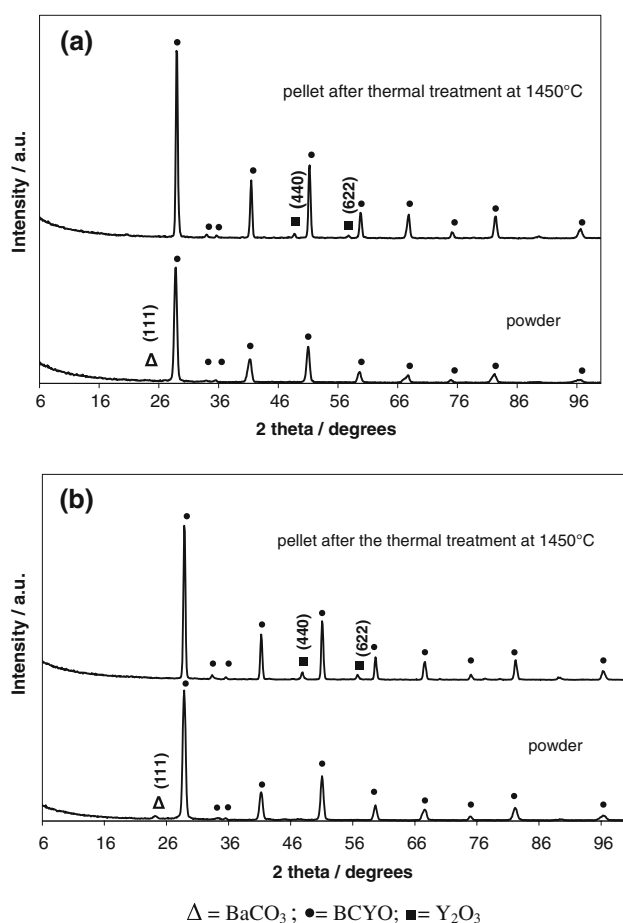 (a)
pellet after thermal treatment at 1450°C
(440)
(622)
Intensity / a.u.
(111)
Δ
powder
6 16 26 36 46 56 66 76 86 96
2 theta / degrees
(b)
pellet after the thermal treatment at 1450°C
(440)
(622)
Intensity / a.u.
(111)
Δ
powder
6 16 26 36 46 56 66 76 86 96
2 theta / degrees
Δ = BaCO₃ ; ●= BCYO; ■= Y₂O₃